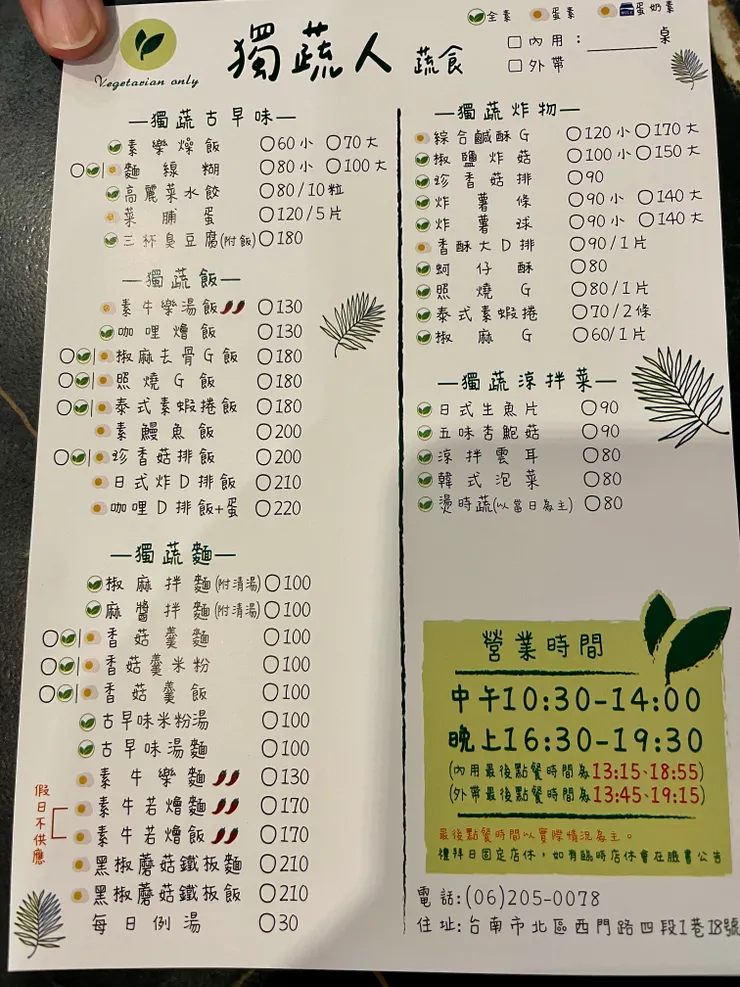 Vegetarian only
獨蔬人 蔬食
全素 蛋素 蛋奶素
內用：______桌
外帶
—獨蔬古早味—
素樂燥飯 60小 70大
麵線糊 80小 100大
高麗菜水餃 80/10粒
菜脯蛋 120/5片
三杯臭豆腐(附飯) 180
—獨蔬飯—
素牛樂湯飯 130
咖哩燴飯 130
椒麻去骨G飯 180
照燒G飯 180
泰式素蝦捲飯 180
素鰻魚飯 200
珍香菇排飯 200
日式炸D排飯 210
咖哩D排飯+蛋 220
—獨蔬麵—
椒麻拌麵(附清湯) 100
麻醬拌麵(附清湯) 100
香菇羹麵 100
香菇羹米粉 100
香菇羹飯 100
古早味米粉湯 100
古早味湯麵 100
素牛樂麵 130
假日不供應
素牛若燴麵 170
素牛若燴飯 170
黑椒蘑菇鐵板麵 210
黑椒蘑菇鐵板飯 210
每日例湯 30
—獨蔬炸物—
綜合鹹酥G 120小 170大
椒鹽炸菇 100小 150大
珍香菇排 90
炸薯條 90小 140大
炸薯球 90小 140大
香酥大D排 90/1片
蚵仔酥 80
照燒G 80/1片
泰式素蝦捲 70/2條
椒麻G 60/1片
—獨蔬涼拌菜—
日式生魚片 90
五味杏鮑菇 90
涼拌雲耳 80
韓式泡菜 80
燙時蔬(以當日為主) 80
營業時間
中午10:30-14:00
晚上16:30-19:30
(內用最後點餐時間為13:15、18:55)
(外帶最後點餐時間為13:45、19:15)
最後點餐時間以實際情況為主。
禮拜日固定店休，如有臨時店休會在臉書公告
電話:(06)205-0078
住址:台南市北區西門路四段1巷18號